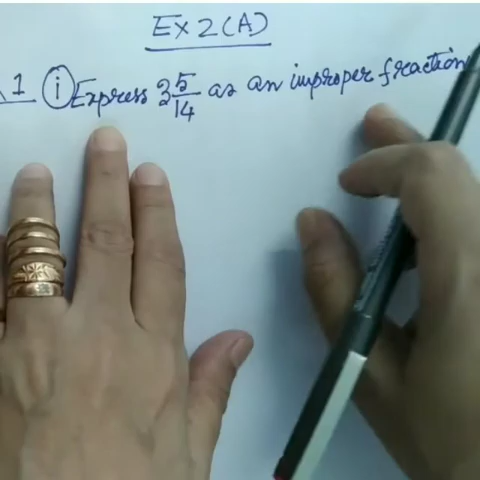 Ex 2(A)
1 (i) Express 3 5/14 as an improper fraction